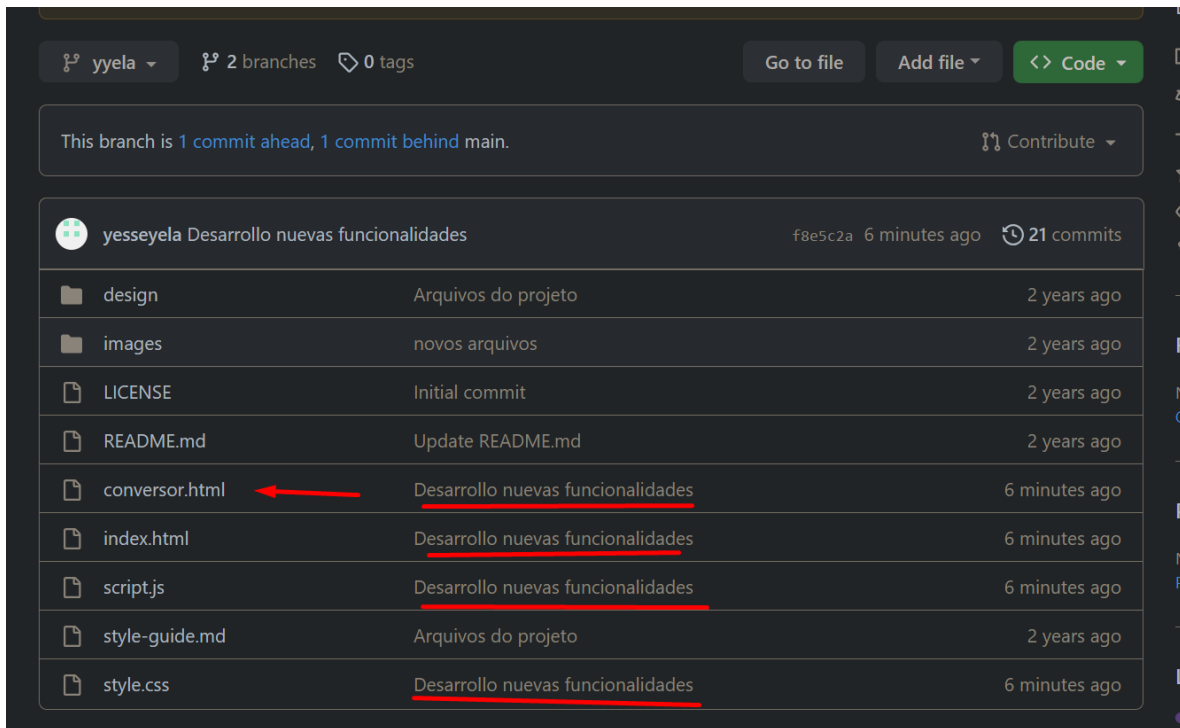 yyela 2 branches 0 tags Go to file Add file Code
This branch is 1 commit ahead, 1 commit behind main. Contribute
yesseyela Desarrollo nuevas funcionalidades f8e5c2a 6 minutes ago 21 commits
design Arquivos do projeto 2 years ago
images novos arquivos 2 years ago
LICENSE Initial commit 2 years ago
README.md Update README.md 2 years ago
conversor.html Desarrollo nuevas funcionalidades 6 minutes ago
index.html Desarrollo nuevas funcionalidades 6 minutes ago
script.js Desarrollo nuevas funcionalidades 6 minutes ago
style-guide.md Arquivos do projeto 2 years ago
style.css Desarrollo nuevas funcionalidades 6 minutes ago